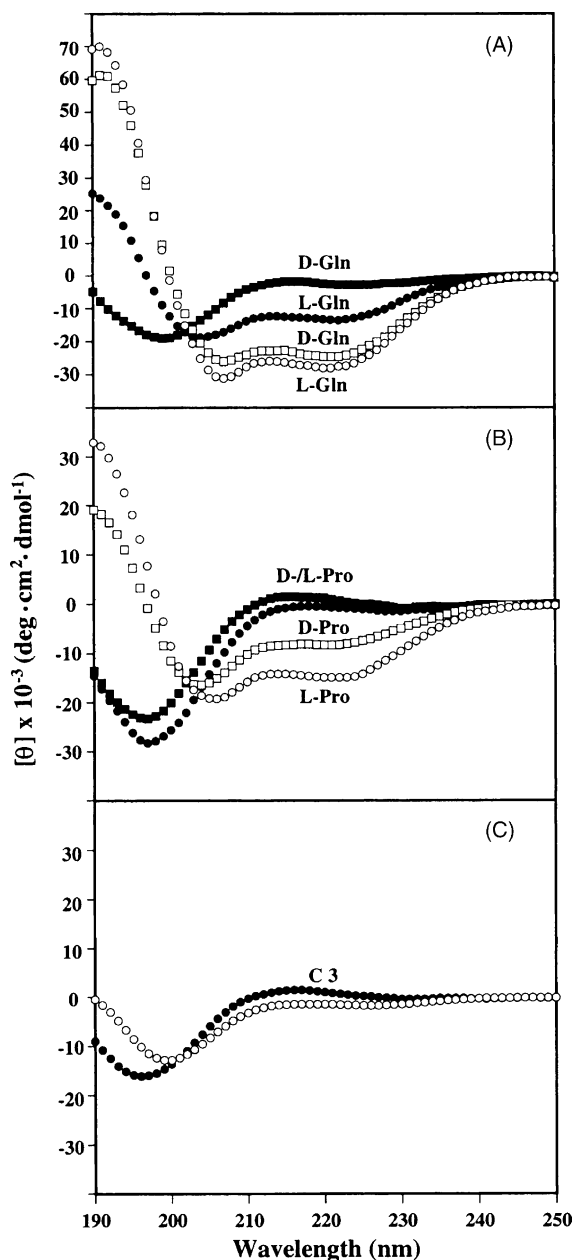 (A)
70
60
50
40
30
20
10
0
-10
-20
-30
D-Gln
L-Gln
D-Gln
L-Gln
(B)
30
20
10
0
-10
-20
-30
D-/L-Pro
D-Pro
L-Pro
[θ] x 10⁻³ (deg·cm²·dmol⁻¹)
(C)
30
20
10
0
-10
-20
-30
C 3
190 200 210 220 230 240 250
Wavelength (nm)